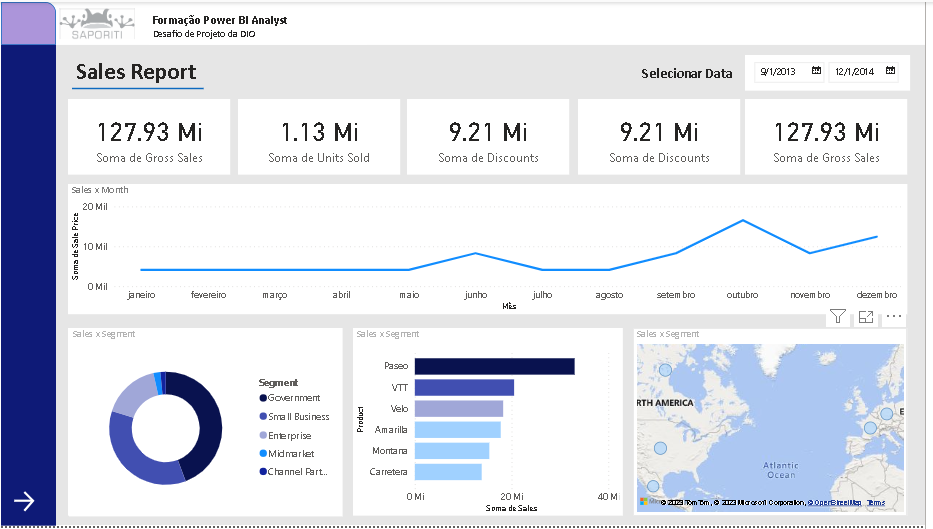 SAPORITI
Formação Power BI Analyst
Desafio de Projeto da DIO
Sales Report
Selecionar Data
9/1/2013
12/1/2014
127.93 Mi
Soma de Gross Sales
1.13 Mi
Soma de Units Sold
9.21 Mi
Soma de Discounts
9.21 Mi
Soma de Discounts
127.93 Mi
Soma de Gross Sales
Sales x Month
Soma de Sale Price
20 Mil
10 Mil
0 Mil
janeiro fevereiro março abril maio junho julho agosto setembro outubro novembro dezembro
Mês
Sales x Segment
Segment
Government
Small Business
Enterprise
Midmarket
Channel Part...
Sales x Segment
Product
Paseo
VTT
Velo
Amarilla
Montana
Carretera
0 Mi 20 Mi 40 Mi
Soma de Sales
Sales x Segment
RTH AMERICA
E
Atlantic
Ocean
© 2023 TomTom, © 2023 Microsoft Corporation, © OpenStreetMap Terms